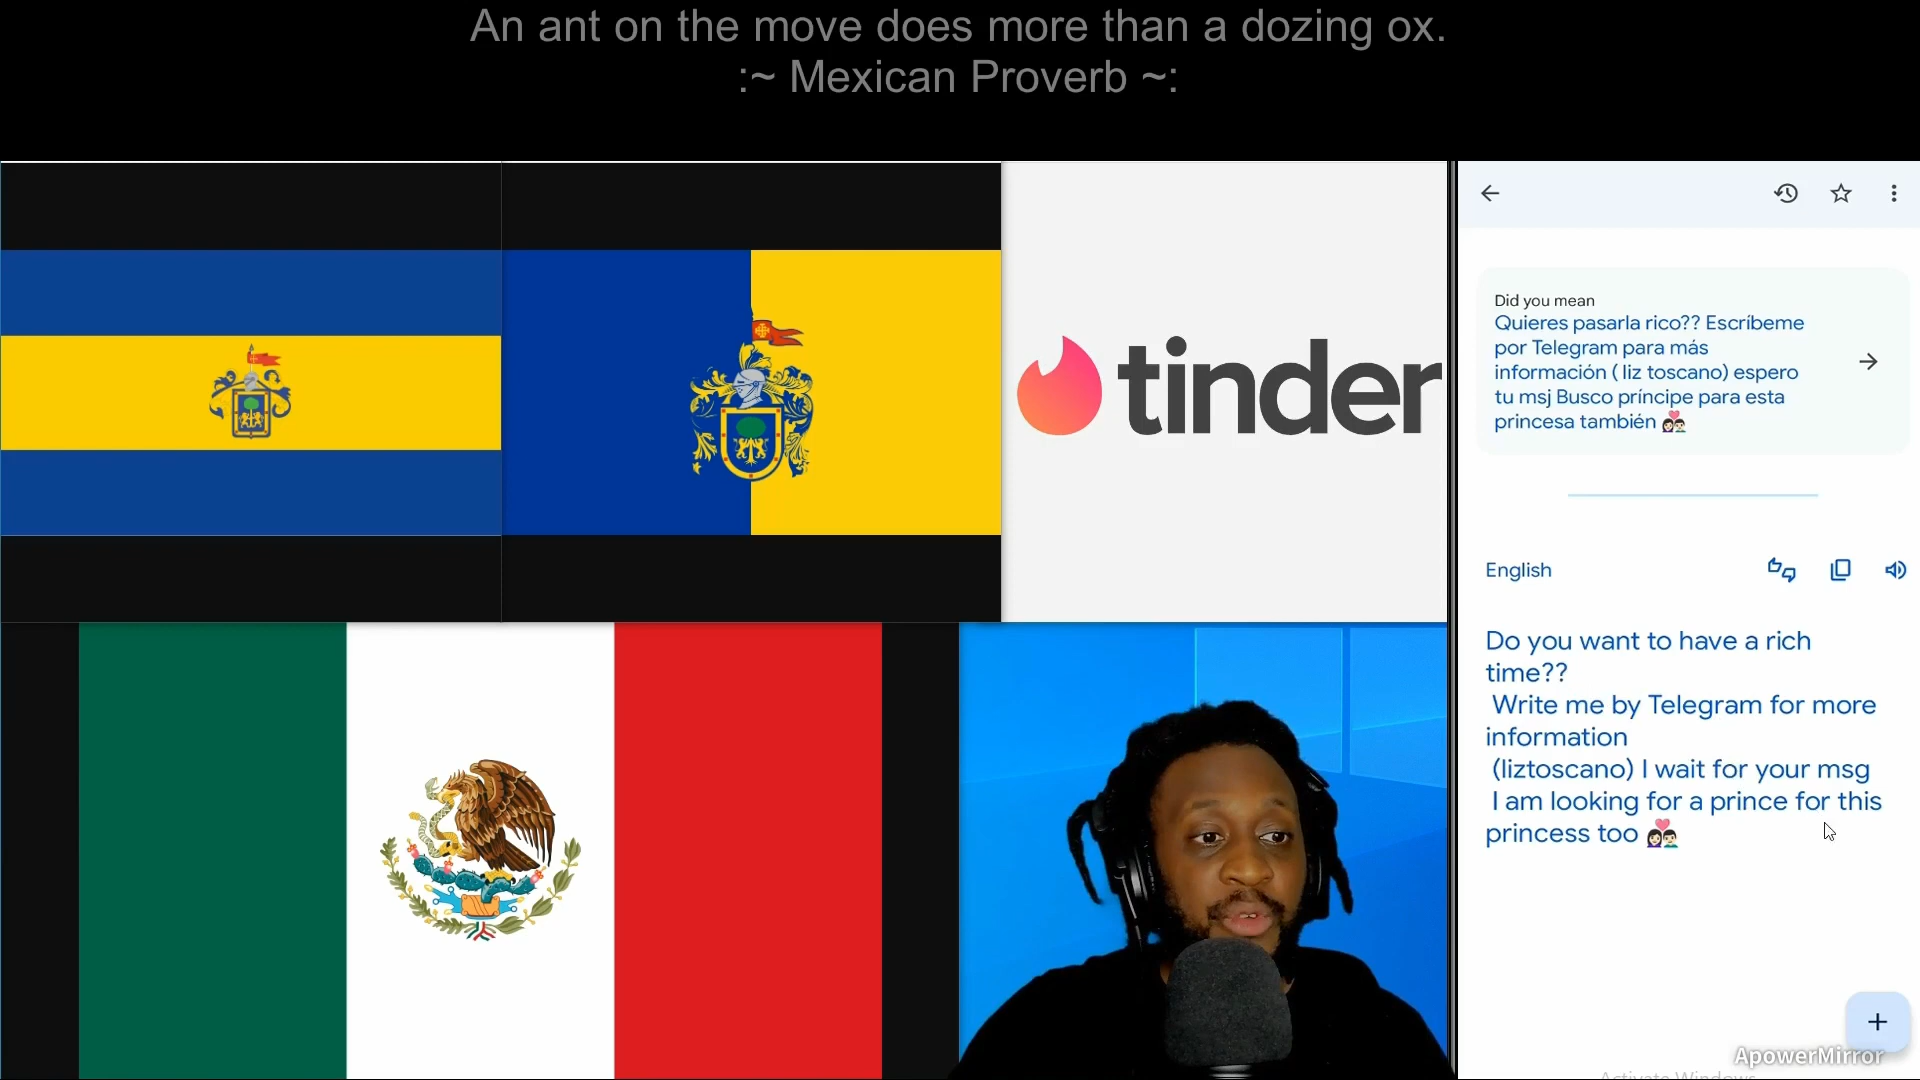 An ant on the move does more than a dozing ox.
:~ Mexican Proverb ~:
tinder
Did you mean
Quieres pasarla rico?? Escríbeme
por Telegram para más
información ( liz toscano) espero
tu msj Busco príncipe para esta
princesa también 💑
English
Do you want to have a rich
time??
Write me by Telegram for more
information
(liztoscano) I wait for your msg
I am looking for a prince for this
princess too 💑
ApowerMirror
Activate Windows